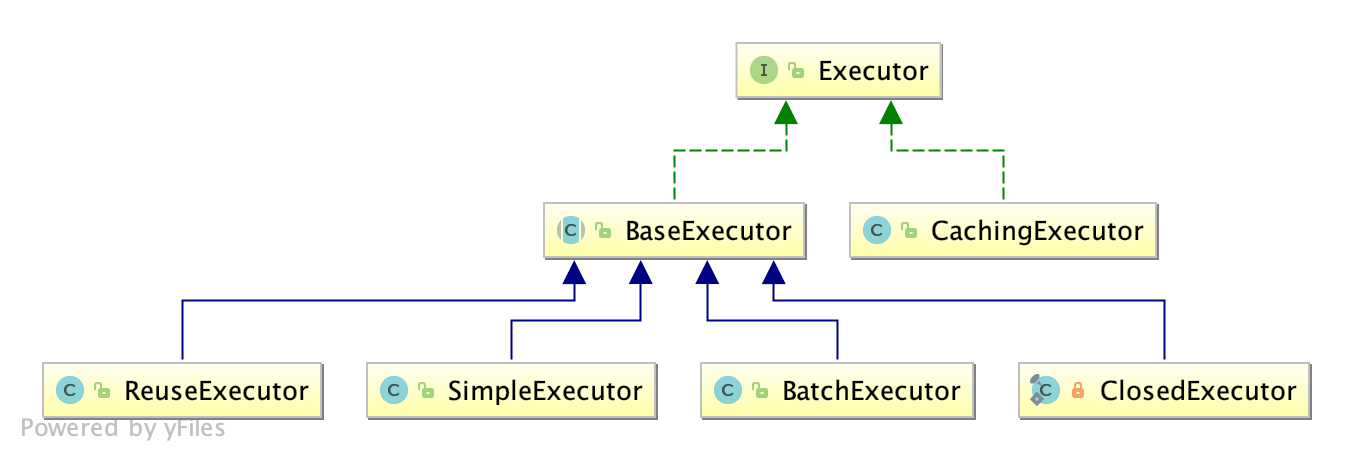 I Executor
C BaseExecutor
C CachingExecutor
C ReuseExecutor
C SimpleExecutor
C BatchExecutor
C ClosedExecutor
Powered by yFiles